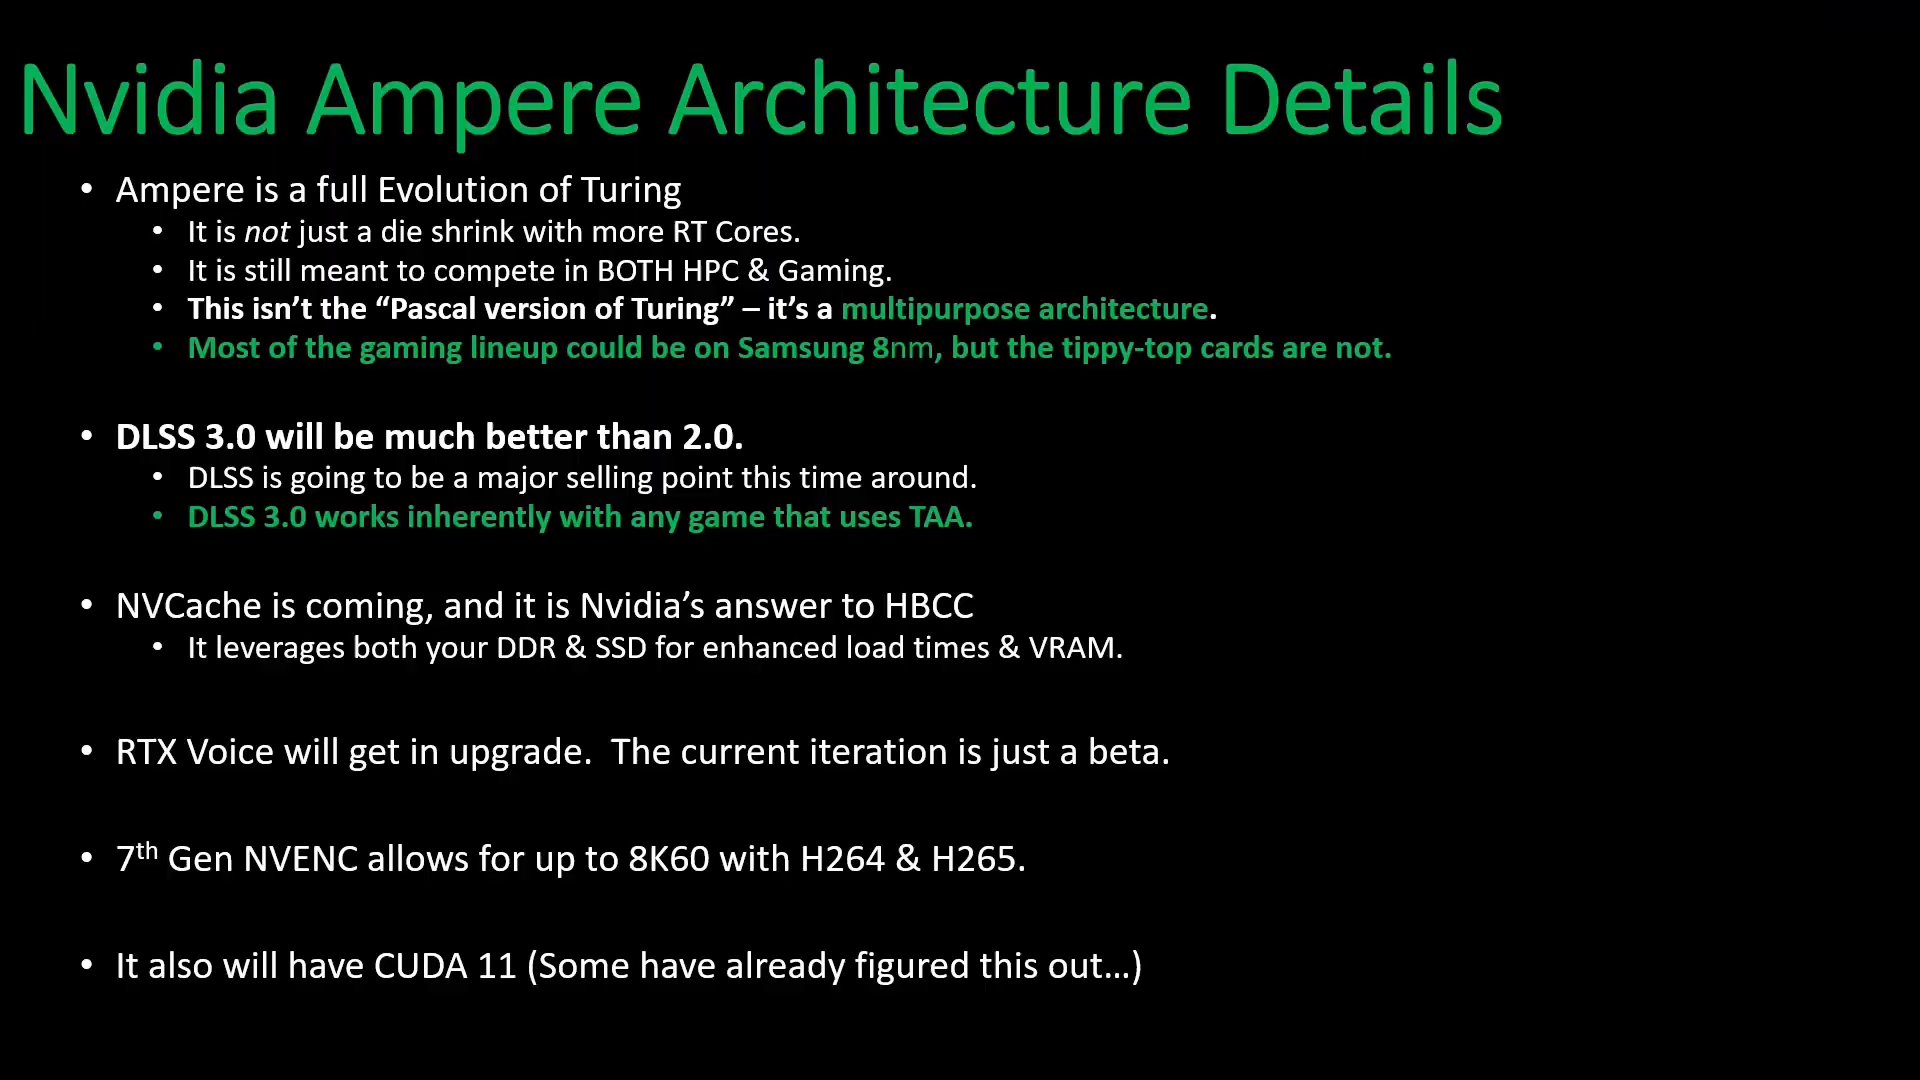 Nvidia Ampere Architecture Details
• Ampere is a full Evolution of Turing
• It is not just a die shrink with more RT Cores.
• It is still meant to compete in BOTH HPC & Gaming.
• This isn’t the “Pascal version of Turing” – it’s a multipurpose architecture.
• Most of the gaming lineup could be on Samsung 8nm, but the tippy-top cards are not.
• DLSS 3.0 will be much better than 2.0.
• DLSS is going to be a major selling point this time around.
• DLSS 3.0 works inherently with any game that uses TAA.
• NVCache is coming, and it is Nvidia’s answer to HBCC
• It leverages both your DDR & SSD for enhanced load times & VRAM.
• RTX Voice will get in upgrade.  The current iteration is just a beta.
• 7th Gen NVENC allows for up to 8K60 with H264 & H265.
• It also will have CUDA 11 (Some have already figured this out…)